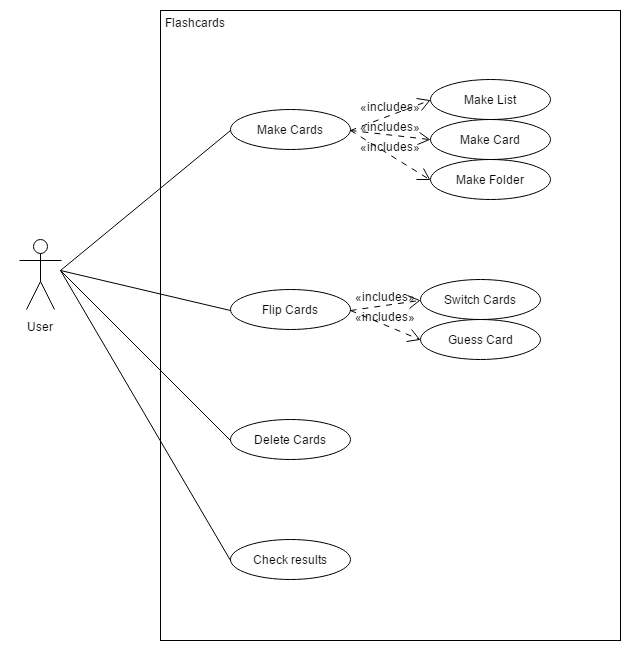 Flashcards
Make Cards
«includes»
«includes»
«includes»
Make List
Make Card
Make Folder
User
Flip Cards
«includes»
«includes»
Switch Cards
Guess Card
Delete Cards
Check results